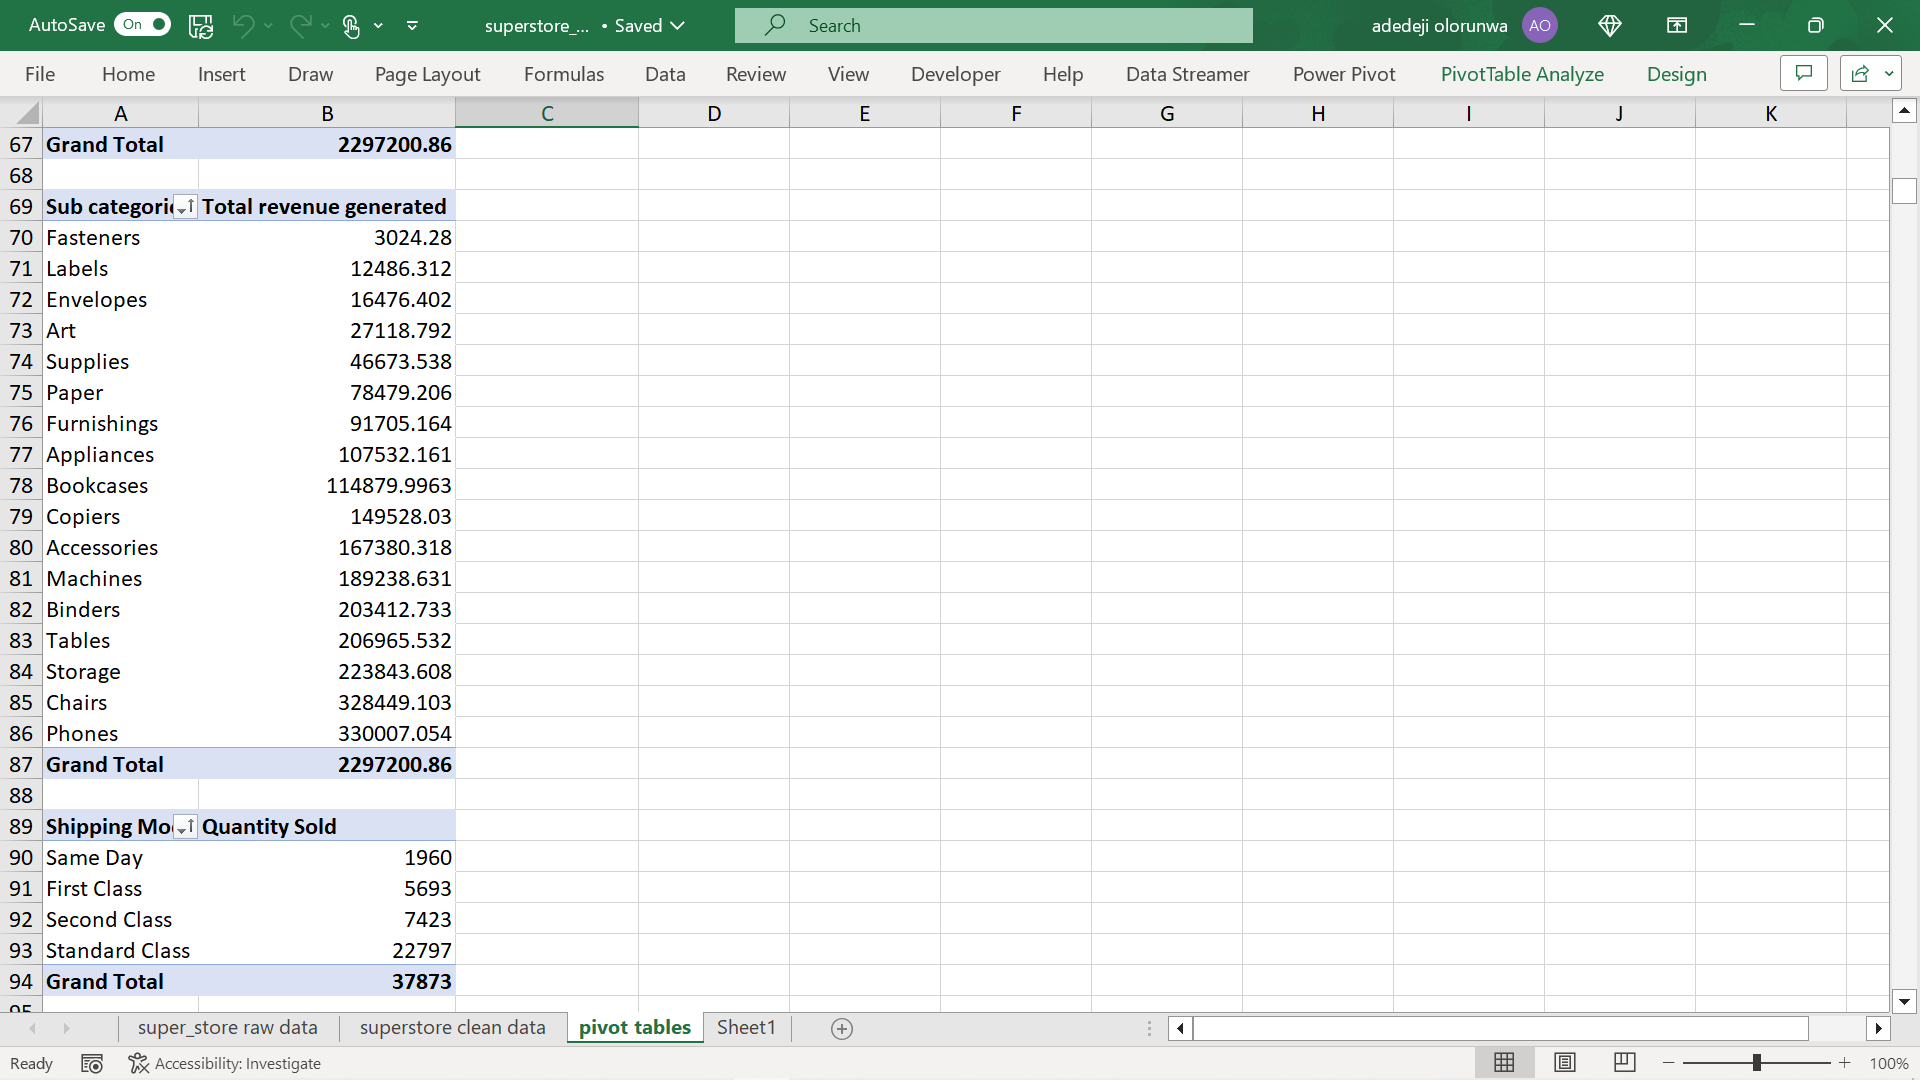 AutoSave On superstore_... • Saved Search adedeji olorunwa AO
File Home Insert Draw Page Layout Formulas Data Review View Developer Help Data Streamer Power Pivot PivotTable Analyze Design
A B C D E F G H I J K
67 Grand Total 2297200.86
68
69 Sub categorie Total revenue generated
70 Fasteners 3024.28
71 Labels 12486.312
72 Envelopes 16476.402
73 Art 27118.792
74 Supplies 46673.538
75 Paper 78479.206
76 Furnishings 91705.164
77 Appliances 107532.161
78 Bookcases 114879.9963
79 Copiers 149528.03
80 Accessories 167380.318
81 Machines 189238.631
82 Binders 203412.733
83 Tables 206965.532
84 Storage 223843.608
85 Chairs 328449.103
86 Phones 330007.054
87 Grand Total 2297200.86
88
89 Shipping Mo Quantity Sold
90 Same Day 1960
91 First Class 5693
92 Second Class 7423
93 Standard Class 22797
94 Grand Total 37873
95
super_store raw data superstore clean data pivot tables Sheet1
Ready Accessibility: Investigate 100%